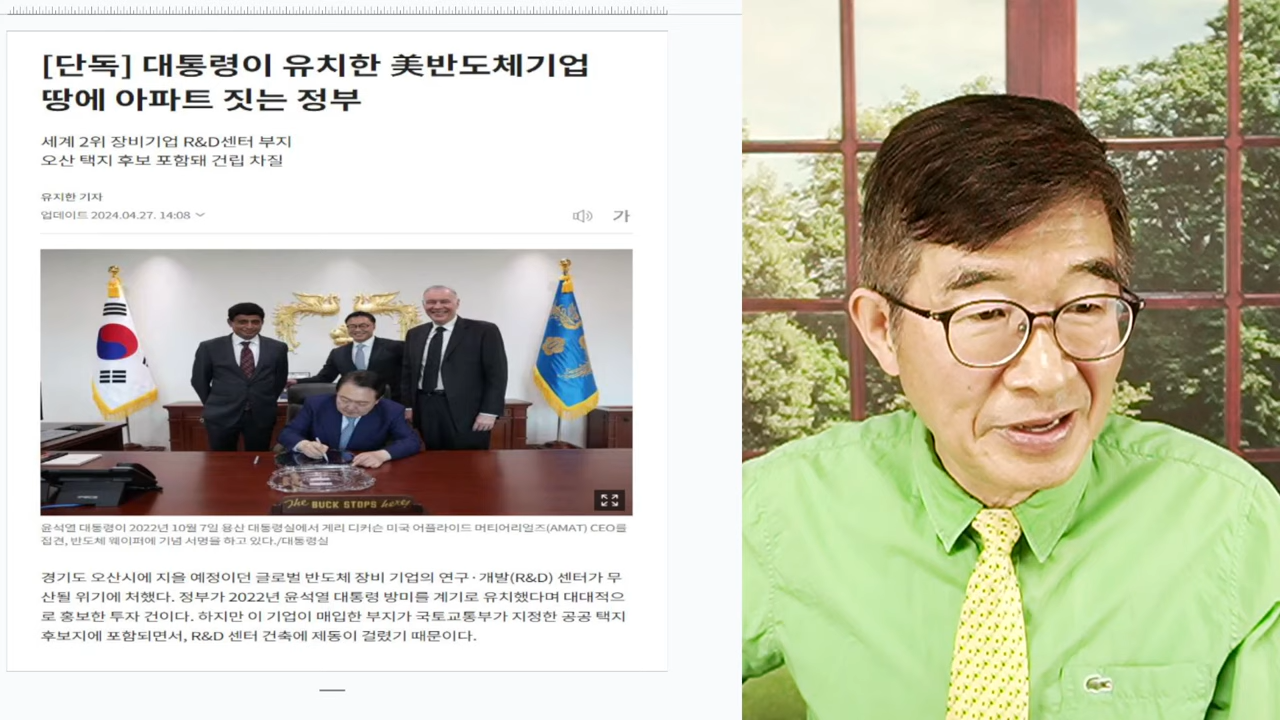 [단독] 대통령이 유치한 美반도체기업
땅에 아파트 짓는 정부
세계 2위 장비기업 R&D센터 부지
오산 택지 후보 포함돼 건립 차질
유지한 기자
업데이트 2024.04.27. 14:08
가
The BUCK STOPS here!
윤석열 대통령이 2022년 10월 7일 용산 대통령실에서 게리 디커슨 미국 어플라이드 머티어리얼즈(AMAT) CEO를
접견, 반도체 웨이퍼에 기념 서명을 하고 있다./대통령실
경기도 오산시에 지을 예정이던 글로벌 반도체 장비 기업의 연구·개발(R&D) 센터가 무
산될 위기에 처했다. 정부가 2022년 윤석열 대통령 방미를 계기로 유치했다며 대대적으
로 홍보한 투자 건이다. 하지만 이 기업이 매입한 부지가 국토교통부가 지정한 공공 택지
후보지에 포함되면서, R&D 센터 건축에 제동이 걸렸기 때문이다.